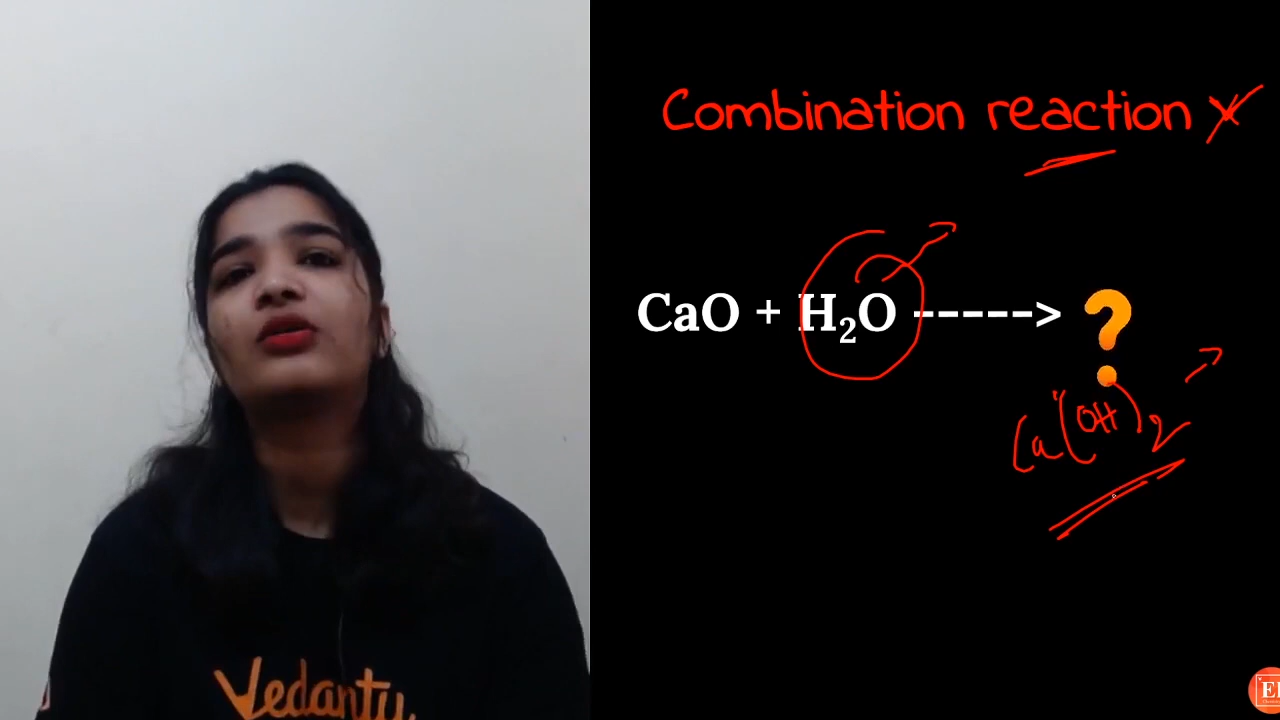 Combination reaction
CaO + H₂O -----> ?
Ca(OH)₂
Vedantu